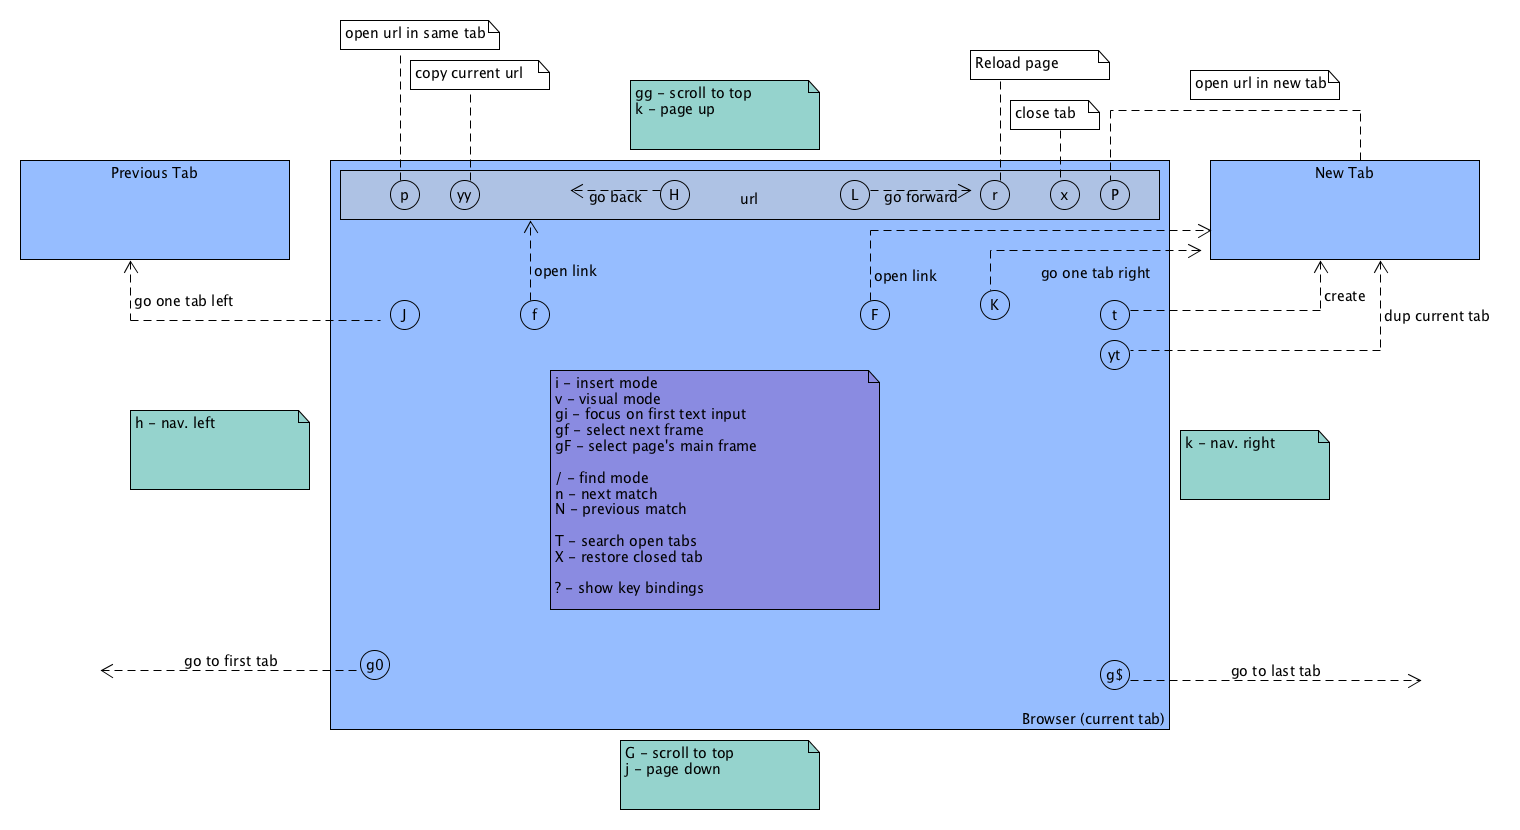 open url in same tab
copy current url
gg – scroll to top
k – page up
Reload page
close tab
open url in new tab
Previous Tab
New Tab
p
yy
go back
H
url
L
go forward
r
x
P
open link
open link
go one tab right
go one tab left
J
f
F
K
t
create
dup current tab
yt
i – insert mode
v – visual mode
gi – focus on first text input
gf – select next frame
gF – select page's main frame
/ – find mode
n – next match
N – previous match
T – search open tabs
X – restore closed tab
? – show key bindings
h – nav. left
k – nav. right
go to first tab
g0
g$
go to last tab
Browser (current tab)
G – scroll to top
j – page down